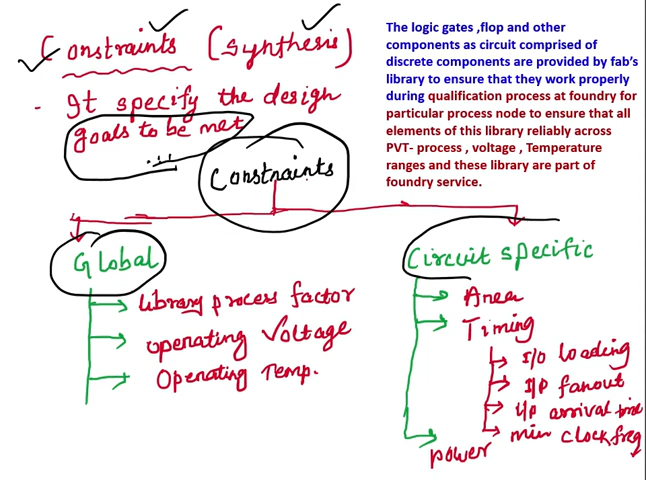 Constraints (Synthesis)
- It specify the design
goals to be met
The logic gates ,flop and other
components as circuit comprised of
discrete components are provided by fab's
library to ensure that they work properly
during qualification process at foundry for
particular process node to ensure that all
elements of this library reliably across
PVT- process , voltage , Temperature
ranges and these library are part of
foundry service.
Constraints
Global
Library process factor
operating Voltage
Operating Temp.
Circuit specific
Area
Timing
I/O loading
I/P fanout
I/P arrival time
min clock freq
power